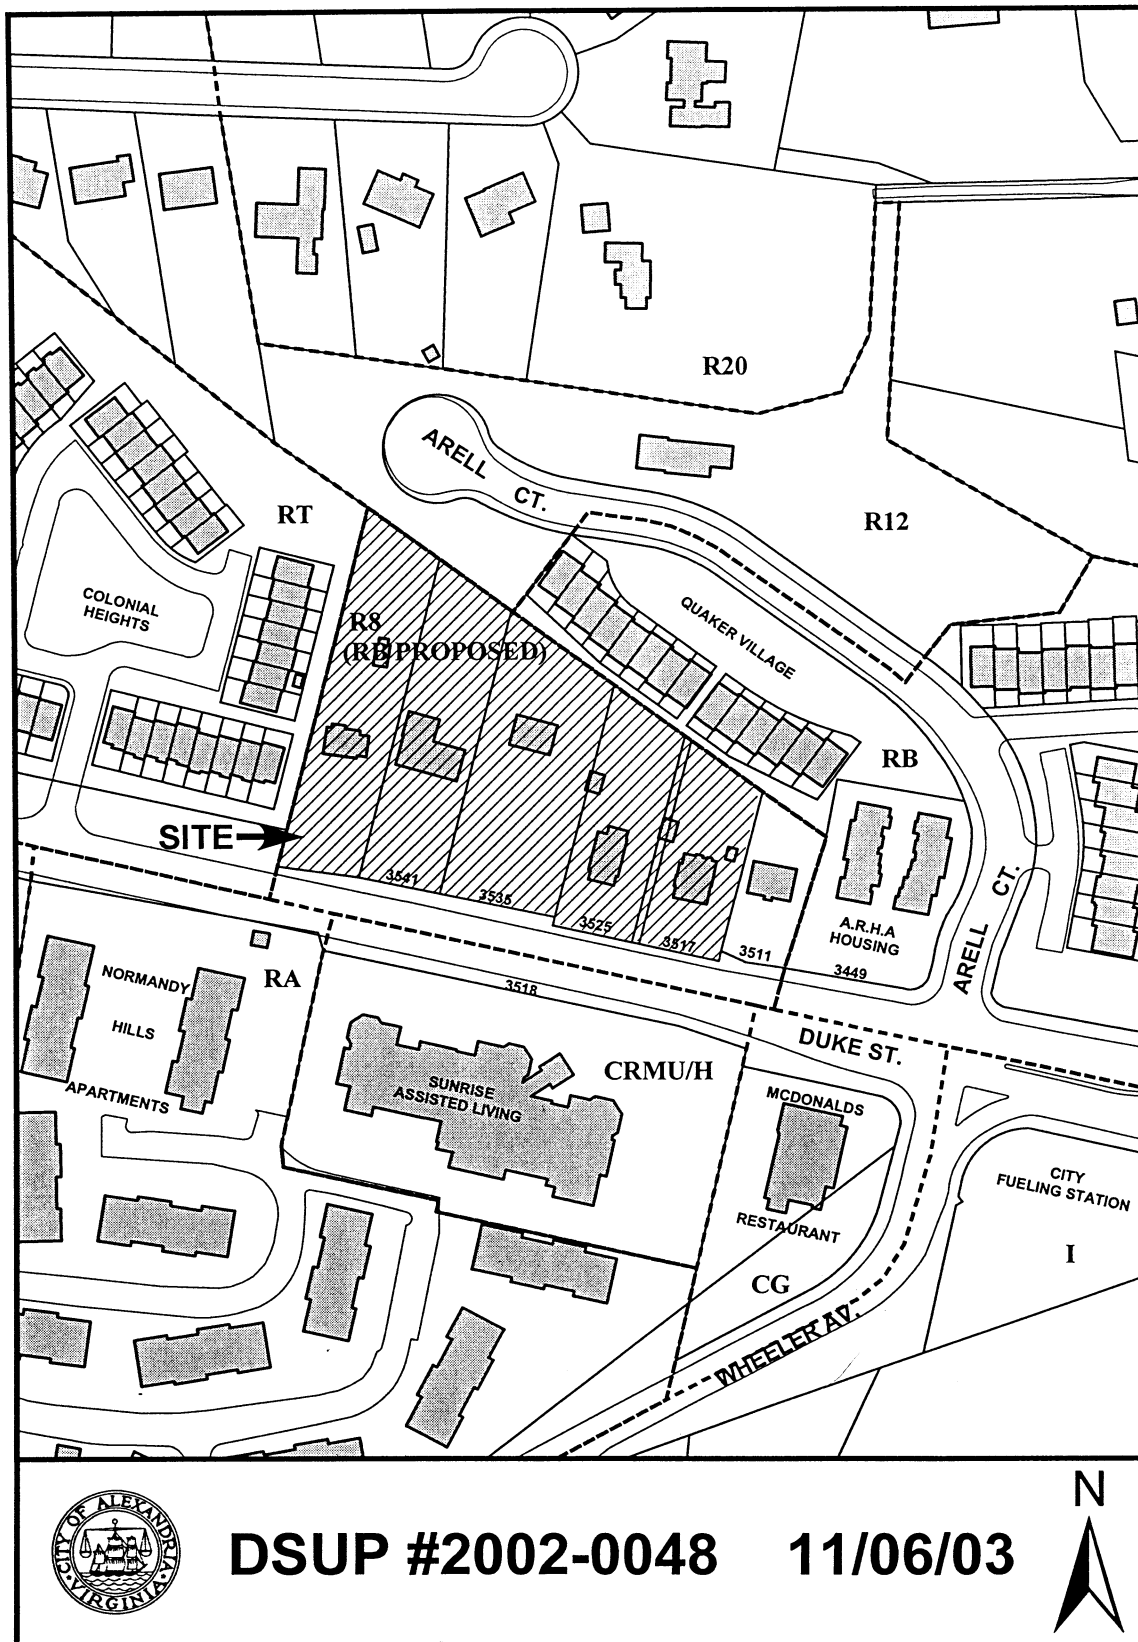 R20
ARELL
CT.
R12
RT
COLONIAL
HEIGHTS
R8
(RB PROPOSED)
QUAKER VILLAGE
RB
SITE
3541
3535
3525
3517
3511
3449
A.R.H.A
HOUSING
ARELL CT.
NORMANDY
HILLS
APARTMENTS
RA
3518
DUKE ST.
SUNRISE
ASSISTED LIVING
CRMU/H
MCDONALDS
RESTAURANT
CITY
FUELING STATION
I
CG
WHEELER AV.
CITY OF ALEXANDRIA
VIRGINIA
DSUP #2002-0048 11/06/03
N